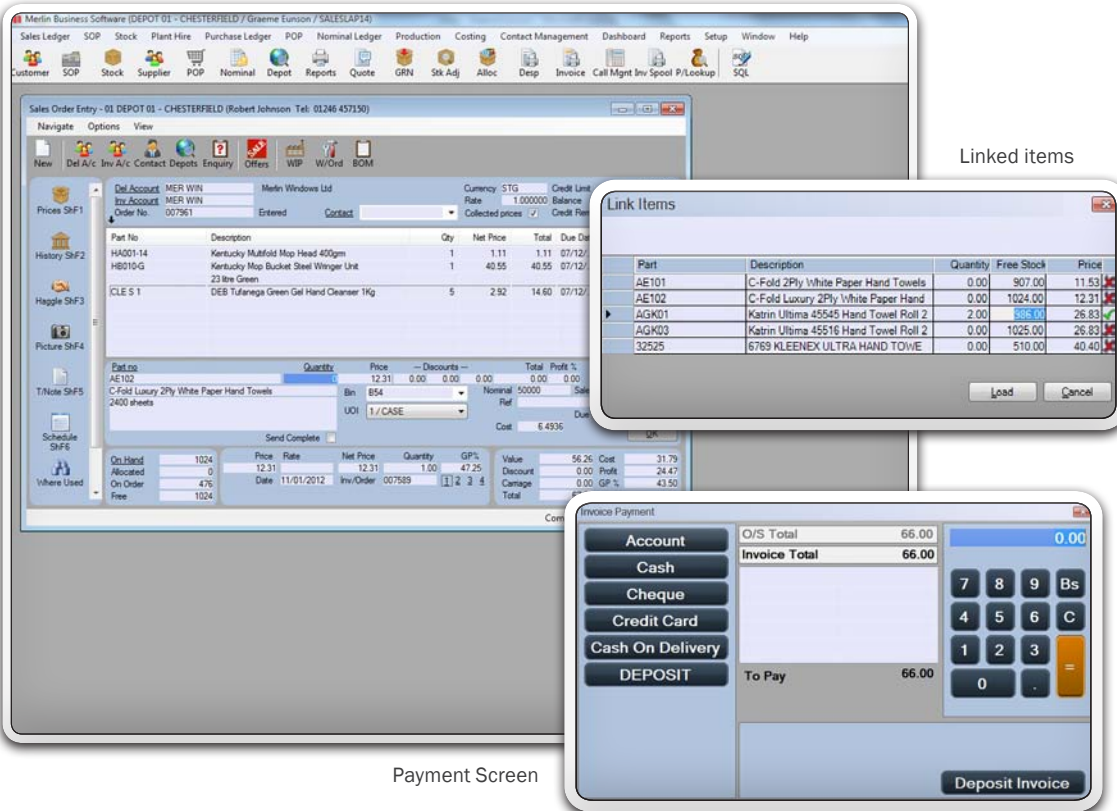 Merlin Business Software (DEPOT 01 - CHESTERFIELD / Graeme Eunson / SALESLAP14)
Sales Ledger SOP Stock Plant Hire Purchase Ledger POP Nominal Ledger Production Costing Contact Management Dashboard Reports Setup Window Help
Customer SOP Stock Supplier POP Nominal Depot Reports Quote GRN Stk Adj Alloc Desp Invoice Call Mgnt Inv Spool P/Lookup SQL
Sales Order Entry - 01 DEPOT 01 - CHESTERFIELD (Robert Johnson Tel: 01246 457150)
Navigate Options View
New Del A/c Inv A/c Contact Depots Enquiry Offers WIP W/Ord BOM
Prices ShF1
History ShF2
Haggle ShF3
Picture ShF4
T/Note ShF5
Schedule
ShF6
Where Used
Del Account MER WIN Merlin Windows Ltd Currency STG Credit Limit
Inv Account MER WIN Rate 1.000000 Balance
Order No. 007961 Entered Contact Collected prices Credit Rem
Part No Description Qty Net Price Total Due Dat
HA001-14 Kentucky Multifold Mop Head 400gm 1 1.11 1.11 07/12/
HB010-G Kentucky Mop Bucket Steel Wringer Unit 1 40.55 40.55 07/12/
23 litre Green
CLE S 1 DEB Tufanega Green Gel Hand Cleanser 1Kg 5 2.92 14.60 07/12/
Part no Quantity Price -- Discounts -- Total Profit %
AE102 0 12.31 0.00 0.00 0.00 0.00 0.00
C-Fold Luxury 2Ply White Paper Hand Towels Bin B54 Nominal 50000 Sale
2400 sheets Ref
UOI 1 / CASE Due
Cost 6.4936
Send Complete OK
On Hand 1024 Price Rate Net Price Quantity GP% Value 56.26 Cost 31.79
Allocated 0 12.31 12.31 1.00 47.25 Discount 0.00 Profit 24.47
On Order 476 Date 11/01/2012 Inv/Order 007589 1 2 3 4 Carriage 0.00 GP % 43.50
Free 1024 Total
Linked items
Link Items
Part Description Quantity Free Stock Price
AE101 C-Fold 2Ply White Paper Hand Towels 0.00 907.00 11.53
AE102 C-Fold Luxury 2Ply White Paper Hand 0.00 1024.00 12.31
AGK01 Katrin Ultima 45545 Hand Towel Roll 2 2.00 986.00 26.83
AGK03 Katrin Ultima 45516 Hand Towel Roll 2 0.00 1025.00 26.83
32525 6769 KLEENEX ULTRA HAND TOWE 0.00 510.00 40.40
Load Cancel
Invoice Payment
Account
Cash
Cheque
Credit Card
Cash On Delivery
DEPOSIT
O/S Total 66.00
Invoice Total 66.00
To Pay 66.00
0.00
7 8 9 Bs
4 5 6 C
1 2 3 =
0 .
Deposit Invoice
Payment Screen